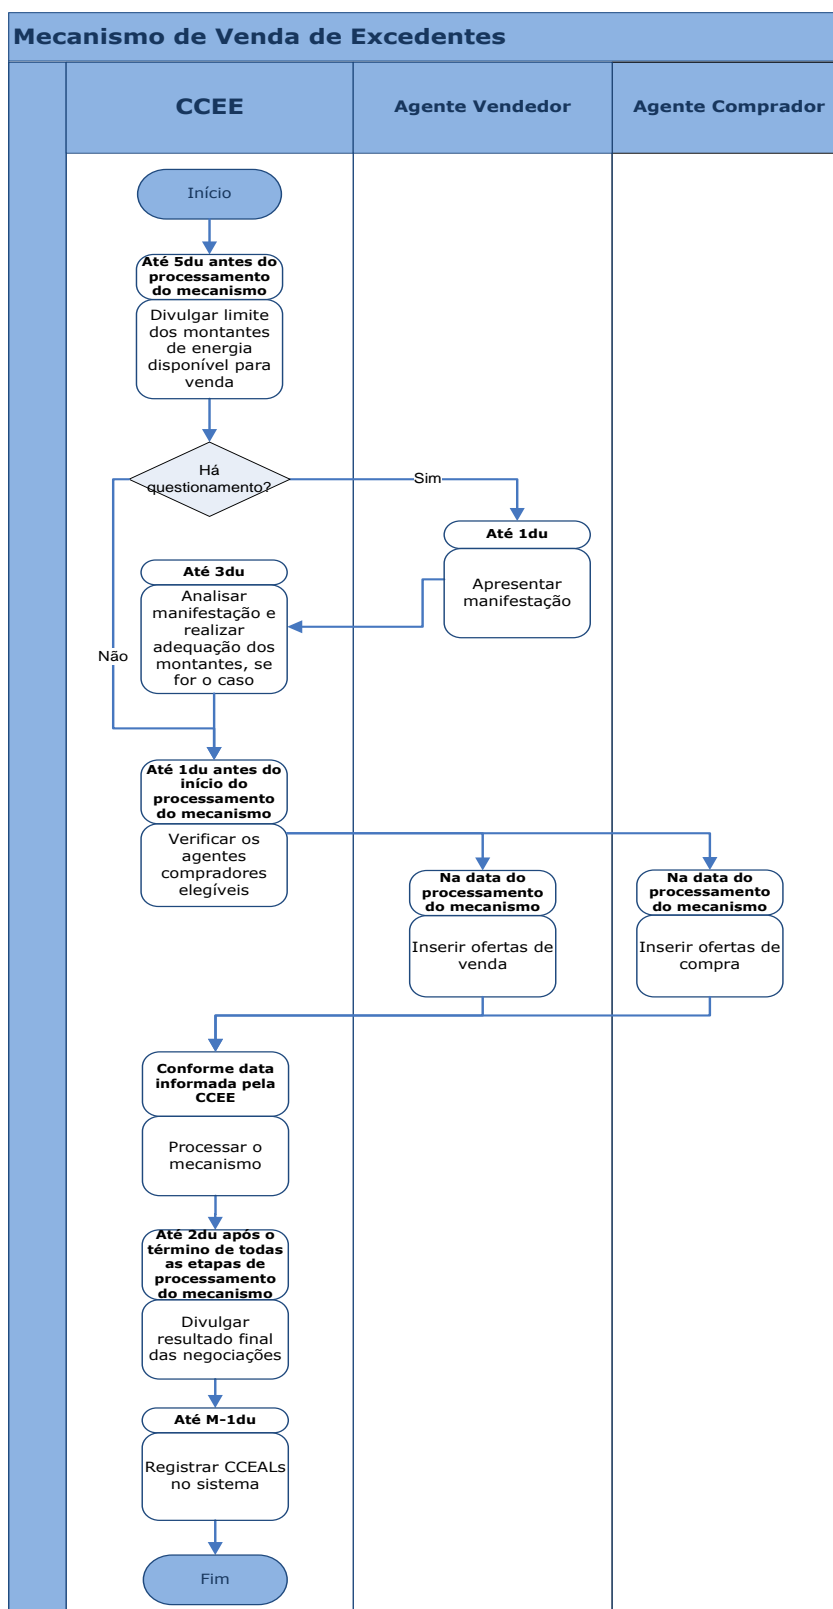 Mecanismo de Venda de Excedentes
CCEE
Agente Vendedor
Agente Comprador
Início
Até 5du antes do
processamento
do mecanismo
Divulgar limite
dos montantes
de energia
disponível para
venda
Há
questionamento?
Sim
Até 1du
Apresentar
manifestação
Até 3du
Analisar
manifestação e
realizar
adequação dos
montantes, se
for o caso
Não
Até 1du antes do
início do
processamento
do mecanismo
Verificar os
agentes
compradores
elegíveis
Na data do
processamento
do mecanismo
Inserir ofertas de
venda
Na data do
processamento
do mecanismo
Inserir ofertas de
compra
Conforme data
informada pela
CCEE
Processar o
mecanismo
Até 2du após o
término de todas
as etapas de
processamento
do mecanismo
Divulgar
resultado final
das negociações
Até M-1du
Registrar CCEALs
no sistema
Fim